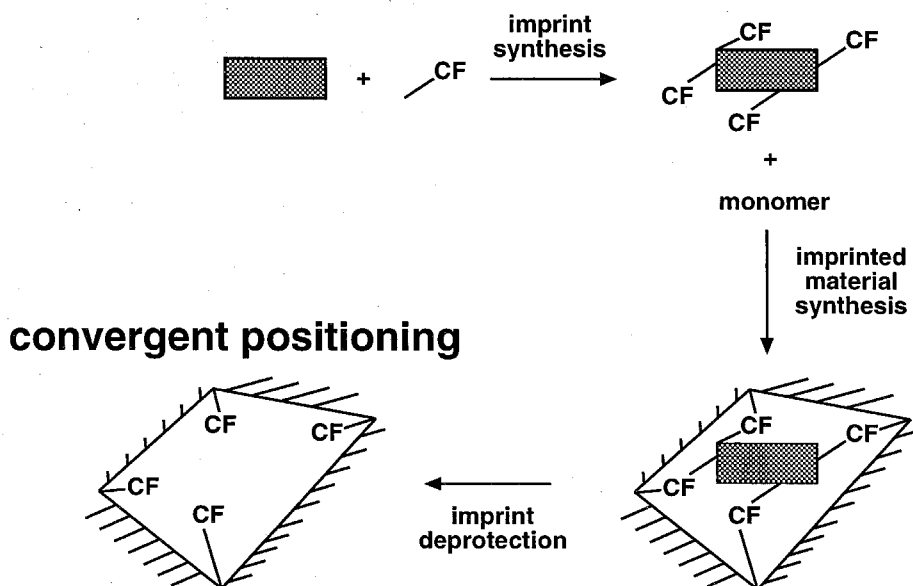 imprint
synthesis
+
CF
CF
CF
CF
CF
+
monomer
imprinted
material
synthesis
convergent positioning
CF
CF
CF
CF
imprint
deprotection
CF
CF
CF
CF